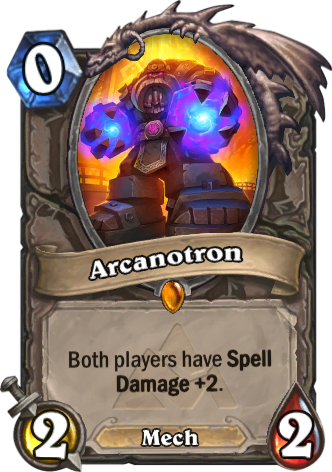 0
Arcanotron
Both players have Spell
Damage +2.
2
Mech
2